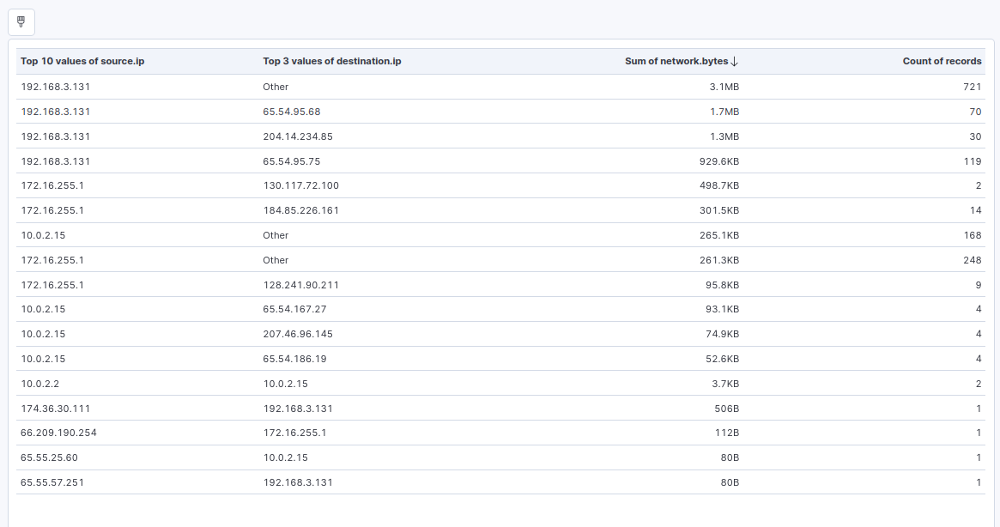 Top 10 values of source.ip Top 3 values of destination.ip Sum of network.bytes ↓ Count of records
192.168.3.131 Other 3.1MB 721
192.168.3.131 65.54.95.68 1.7MB 70
192.168.3.131 204.14.234.85 1.3MB 30
192.168.3.131 65.54.95.75 929.6KB 119
172.16.255.1 130.117.72.100 498.7KB 2
172.16.255.1 184.85.226.161 301.5KB 14
10.0.2.15 Other 265.1KB 168
172.16.255.1 Other 261.3KB 248
172.16.255.1 128.241.90.211 95.8KB 9
10.0.2.15 65.54.167.27 93.1KB 4
10.0.2.15 207.46.96.145 74.9KB 4
10.0.2.15 65.54.186.19 52.6KB 4
10.0.2.2 10.0.2.15 3.7KB 2
174.36.30.111 192.168.3.131 506B 1
66.209.190.254 172.16.255.1 112B 1
65.55.25.60 10.0.2.15 80B 1
65.55.57.251 192.168.3.131 80B 1